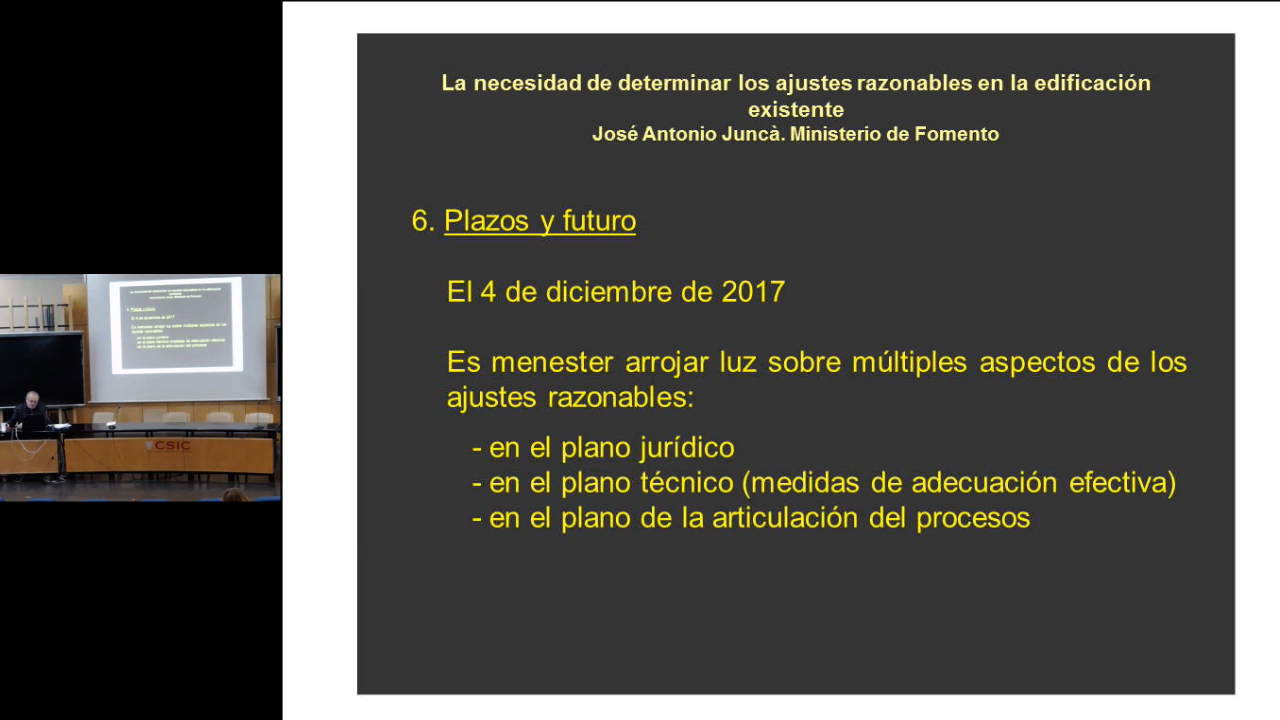 La necesidad de determinar los ajustes razonables en la edificación
existente
José Antonio Juncà. Ministerio de Fomento
6. Plazos y futuro
El 4 de diciembre de 2017
Es menester arrojar luz sobre múltiples aspectos de los
ajustes razonables:
- en el plano jurídico
- en el plano técnico (medidas de adecuación efectiva)
- en el plano de la articulación del procesos
CSIC